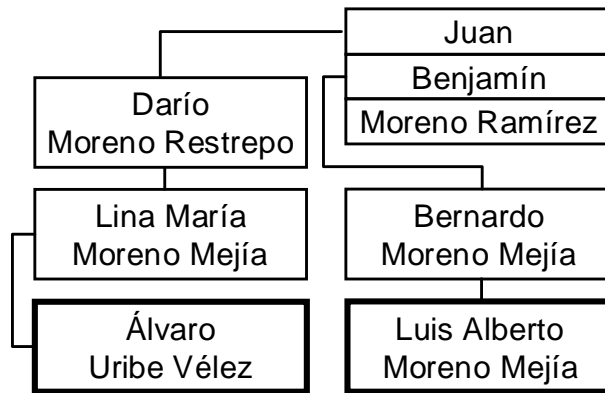 Juan
Benjamín
Moreno Ramírez
Darío
Moreno Restrepo
Lina María
Moreno Mejía
Bernardo
Moreno Mejía
Álvaro
Uribe Vélez
Luis Alberto
Moreno Mejía